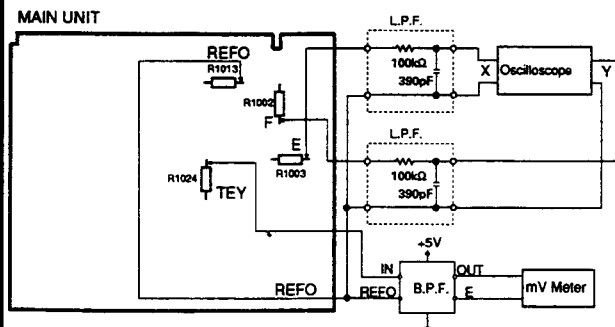 MAIN UNIT
L.P.F.
REFO
R1013
100kΩ
390pF
X
Oscilloscope
Y
R1002
F
L.P.F.
E
R1003
100kΩ
390pF
R1024
TEY
+5V
IN
OUT
REFO
REFO
B.P.F.
E
mV Meter